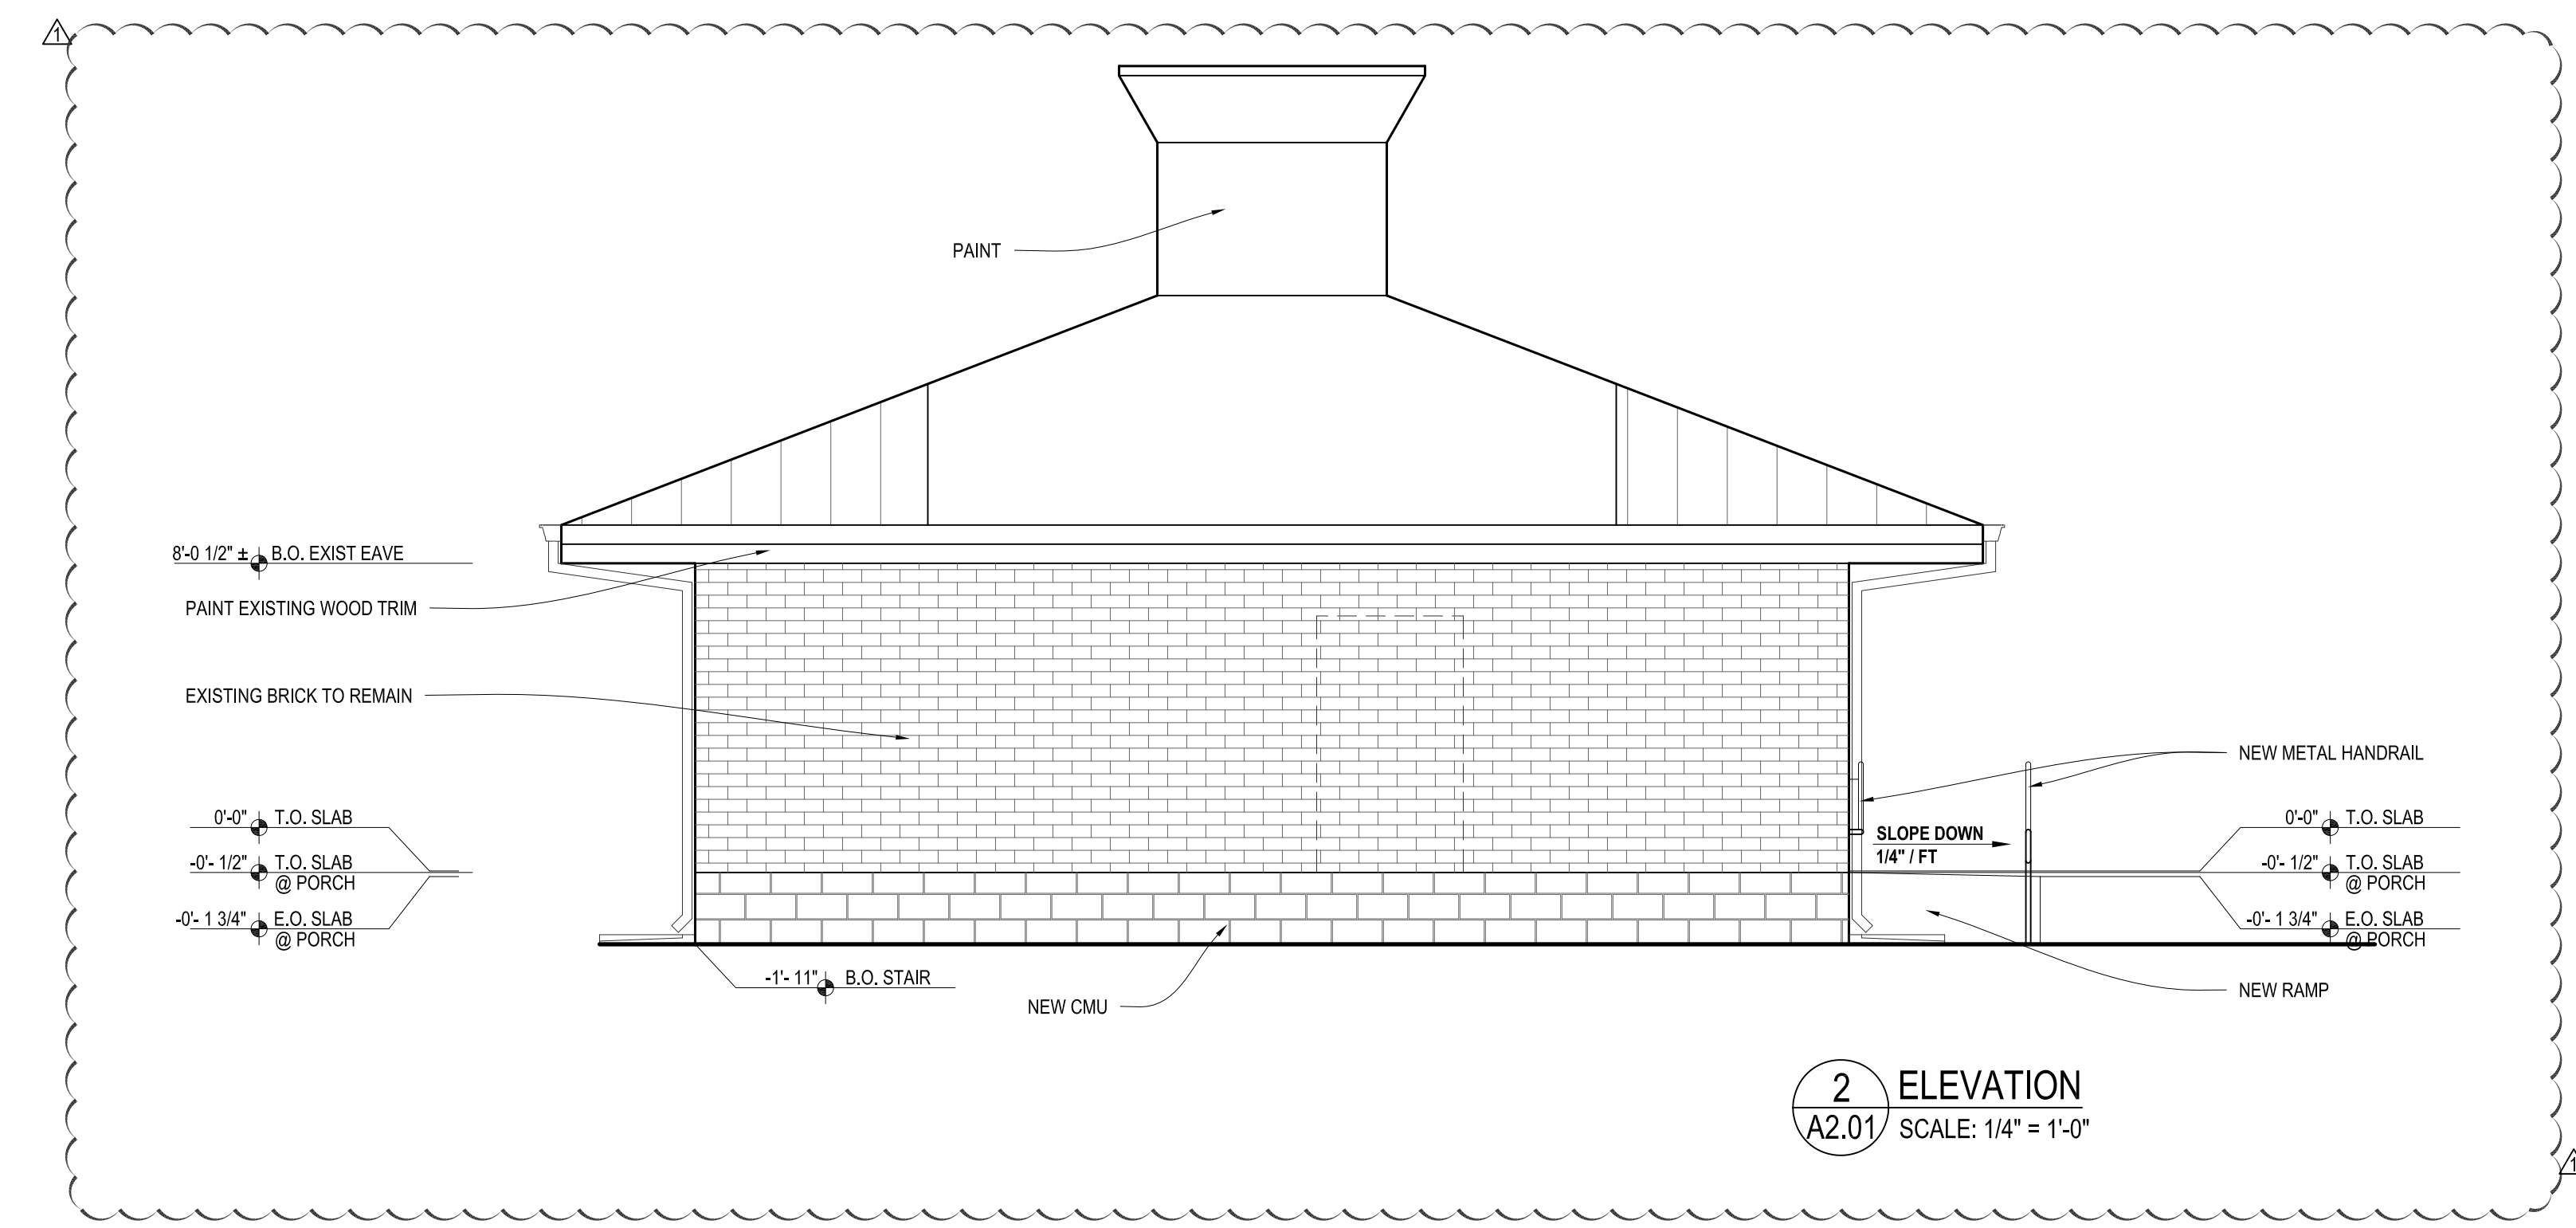 1
PAINT
8'-0 1/2" ± B.O. EXIST EAVE
PAINT EXISTING WOOD TRIM
EXISTING BRICK TO REMAIN
0'-0" T.O. SLAB
-0'- 1/2" T.O. SLAB
@ PORCH
-0'- 1 3/4" E.O. SLAB
@ PORCH
-1'- 11" B.O. STAIR
NEW CMU
NEW METAL HANDRAIL
SLOPE DOWN
1/4" / FT
0'-0" T.O. SLAB
-0'- 1/2" T.O. SLAB
@ PORCH
-0'- 1 3/4" E.O. SLAB
@ PORCH
NEW RAMP
2 ELEVATION
A2.01 SCALE: 1/4" = 1'-0"
1